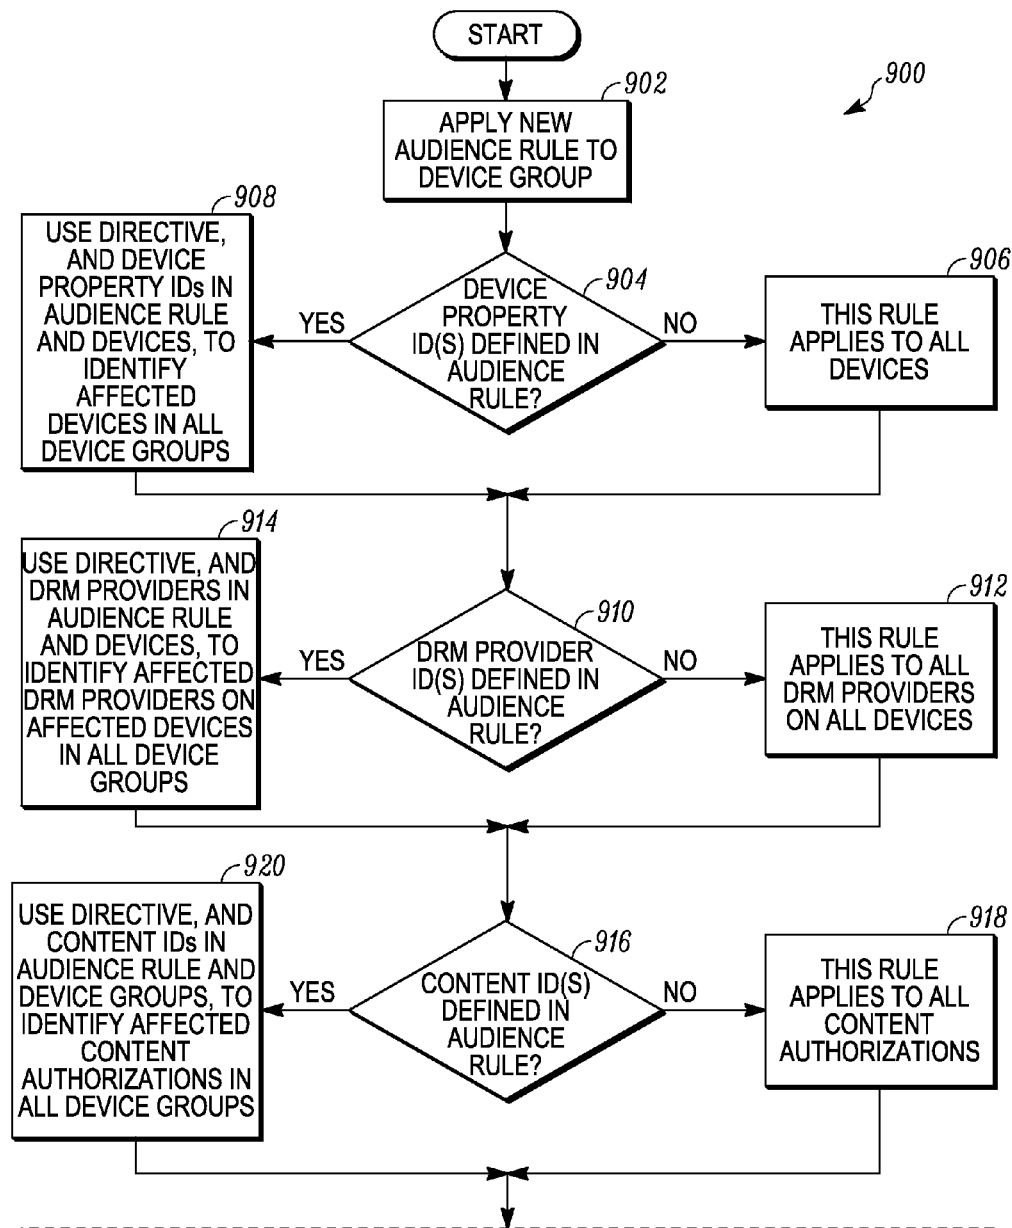 START
900
902
APPLY NEW
AUDIENCE RULE TO
DEVICE GROUP
908
USE DIRECTIVE,
AND DEVICE
PROPERTY IDs IN
AUDIENCE RULE
AND DEVICES, TO
IDENTIFY
AFFECTED
DEVICES IN ALL
DEVICE GROUPS
YES
904
DEVICE
PROPERTY
ID(S) DEFINED IN
AUDIENCE
RULE?
NO
906
THIS RULE
APPLIES TO ALL
DEVICES
914
USE DIRECTIVE, AND
DRM PROVIDERS IN
AUDIENCE RULE
AND DEVICES, TO
IDENTIFY AFFECTED
DRM PROVIDERS ON
AFFECTED DEVICES
IN ALL DEVICE
GROUPS
YES
910
DRM PROVIDER
ID(S) DEFINED IN
AUDIENCE
RULE?
NO
912
THIS RULE
APPLIES TO ALL
DRM PROVIDERS
ON ALL DEVICES
920
USE DIRECTIVE, AND
CONTENT IDs IN
AUDIENCE RULE AND
DEVICE GROUPS, TO
IDENTIFY AFFECTED
CONTENT
AUTHORIZATIONS IN
ALL DEVICE GROUPS
YES
916
CONTENT ID(S)
DEFINED IN
AUDIENCE
RULE?
NO
918
THIS RULE
APPLIES TO ALL
CONTENT
AUTHORIZATIONS